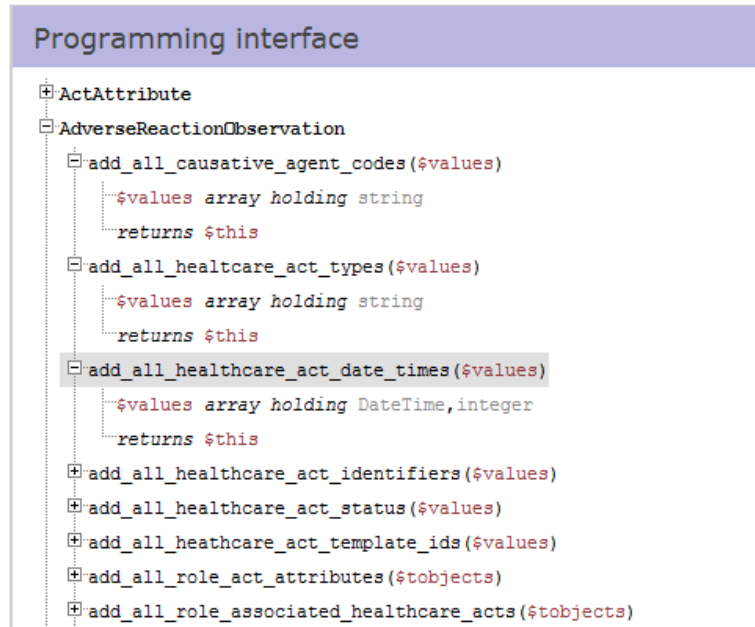 Programming interface
ActAttribute
AdverseReactionObservation
add_all_causative_agent_codes($values)
$values array holding string
returns $this
add_all_healtcare_act_types($values)
$values array holding string
returns $this
add_all_healthcare_act_date_times($values)
$values array holding DateTime,integer
returns $this
add_all_healthcare_act_identifiers($values)
add_all_healthcare_act_status($values)
add_all_heathcare_act_template_ids($values)
add_all_role_act_attributes($tobjects)
add_all_role_associated_healthcare_acts($tobjects)